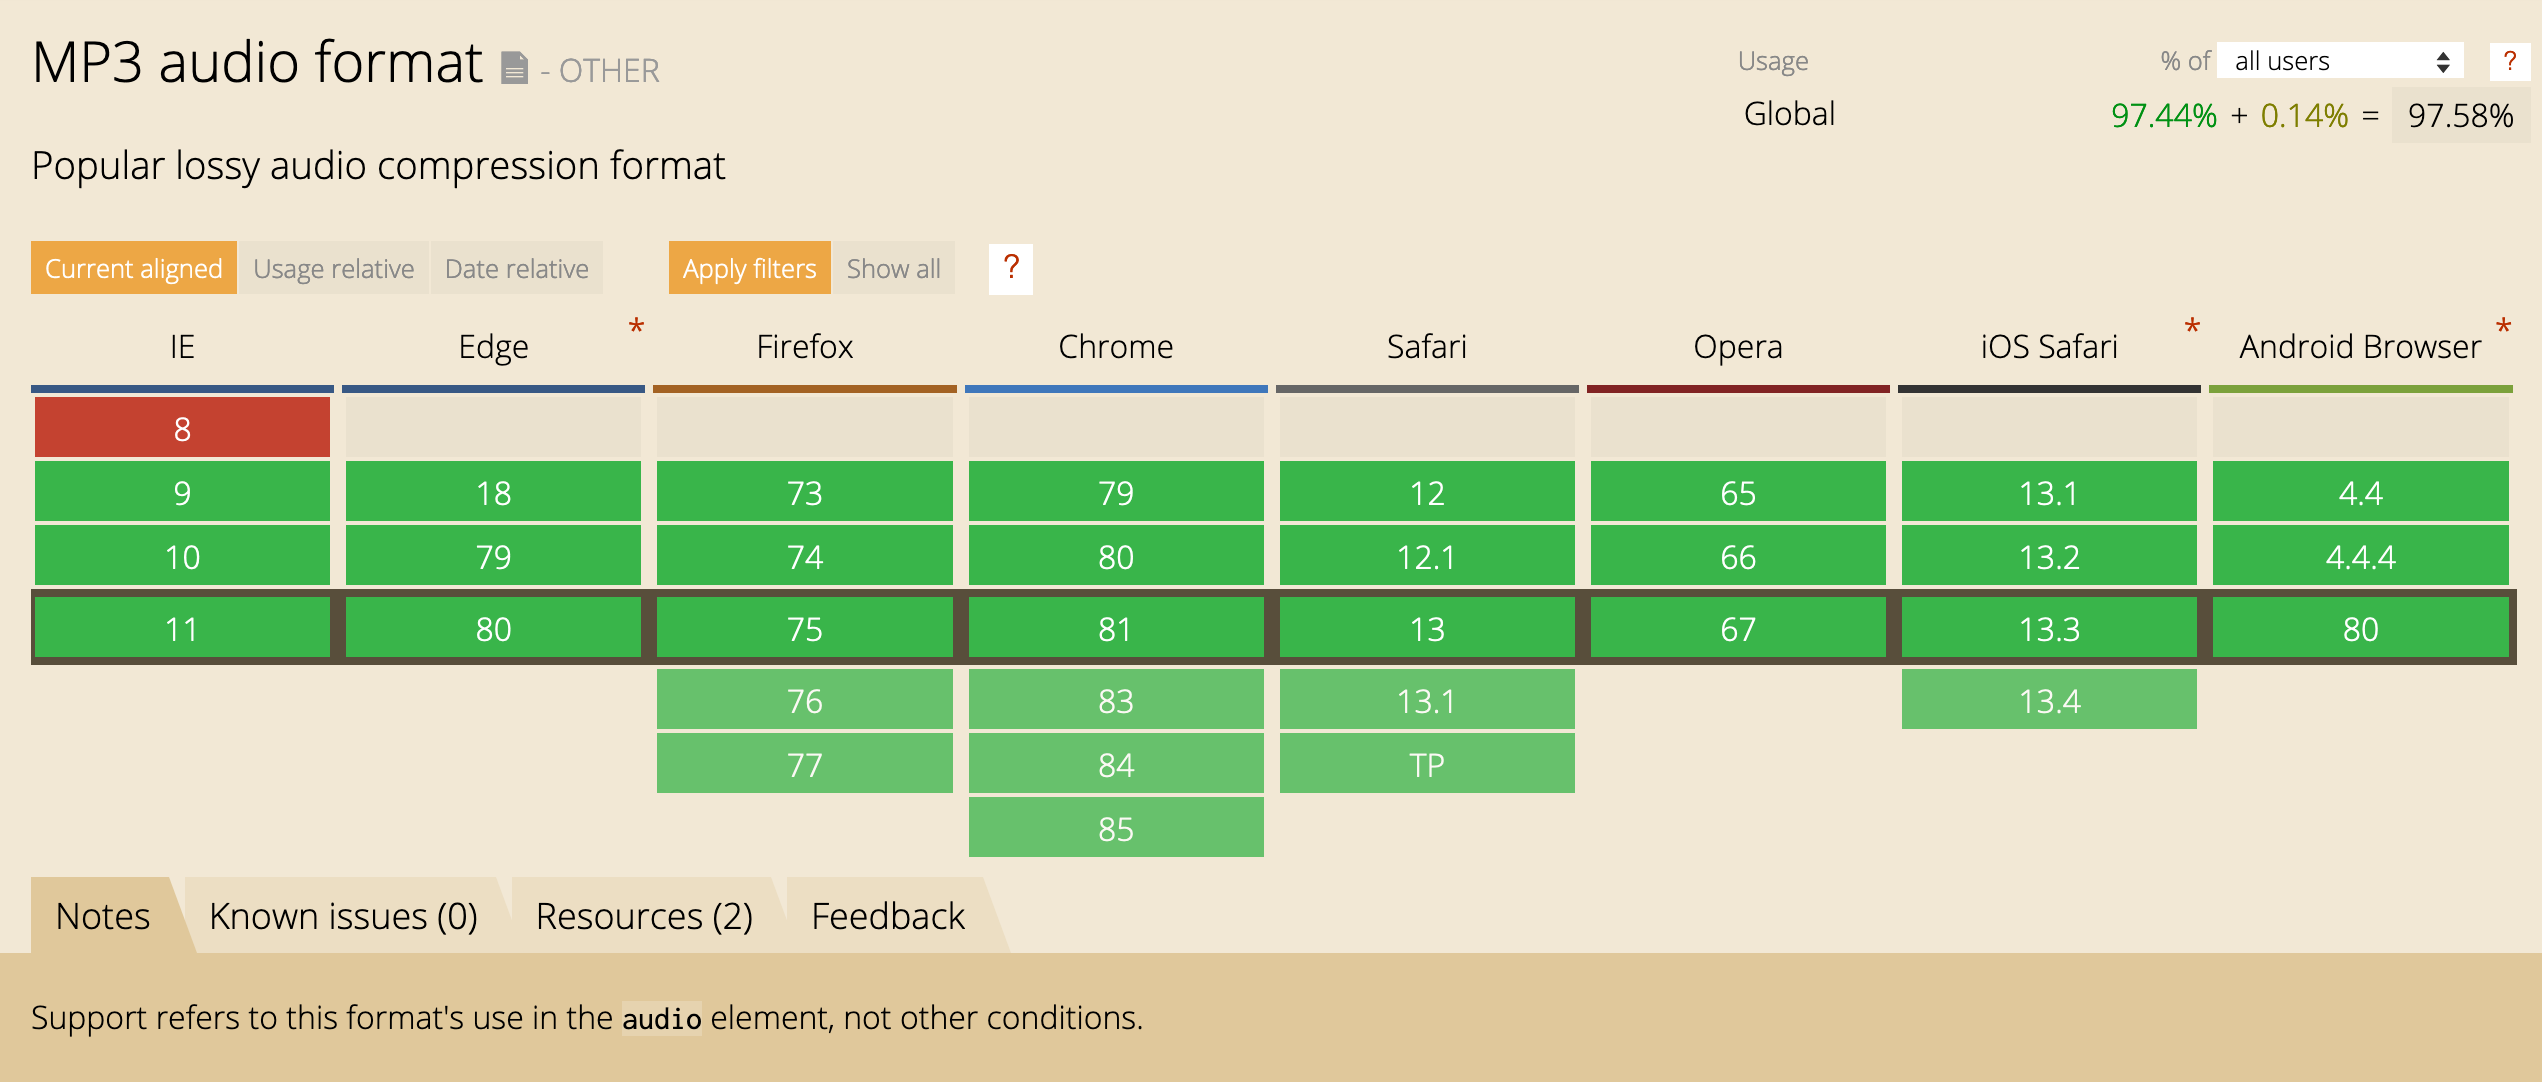 MP3 audio format - OTHER
Usage % of all users ?
Global 97.44% + 0.14% = 97.58%
Popular lossy audio compression format
Current aligned Usage relative Date relative Apply filters Show all ?
IE Edge * Firefox Chrome Safari Opera iOS Safari * Android Browser *
8
9 18 73 79 12 65 13.1 4.4
10 79 74 80 12.1 66 13.2 4.4.4
11 80 75 81 13 67 13.3 80
76 83 13.1 13.4
77 84 TP
85
Notes Known issues (0) Resources (2) Feedback
Support refers to this format's use in the audio element, not other conditions.